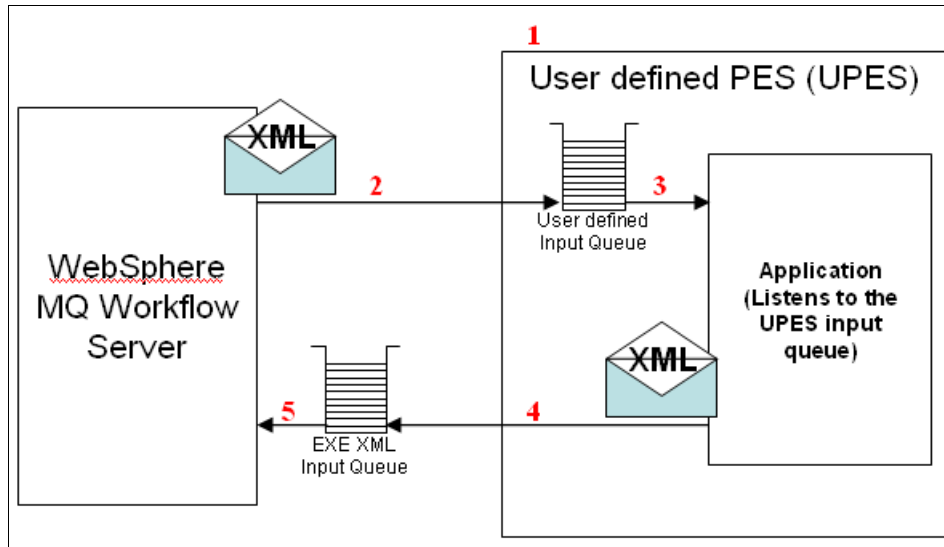 1
User defined PES (UPES)
XML
2
3
User defined
Input Queue
WebSphere
MQ Workflow
Server
Application
(Listens to the
UPES input
queue)
XML
5
4
EXE XML
Input Queue